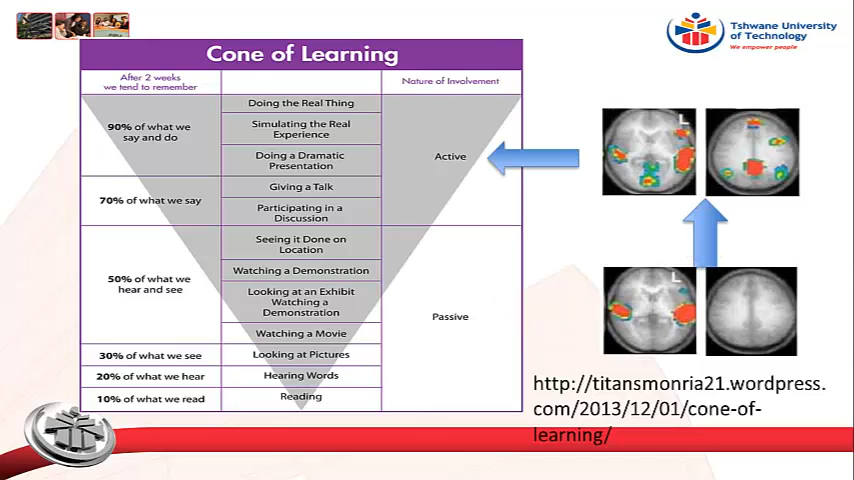 Tshwane University
of Technology
We empower people
Cone of Learning
After 2 weeks
we tend to remember
Nature of Involvement
90% of what we
say and do
Doing the Real Thing
Simulating the Real
Experience
Doing a Dramatic
Presentation
Active
70% of what we say
Giving a Talk
Participating in a
Discussion
50% of what we
hear and see
Seeing it Done on
Location
Watching a Demonstration
Looking at an Exhibit
Watching a
Demonstration
Watching a Movie
Passive
30% of what we see
Looking at Pictures
20% of what we hear
Hearing Words
10% of what we read
Reading
L
L
http://titansmonria21.wordpress.
com/2013/12/01/cone-of-
learning/